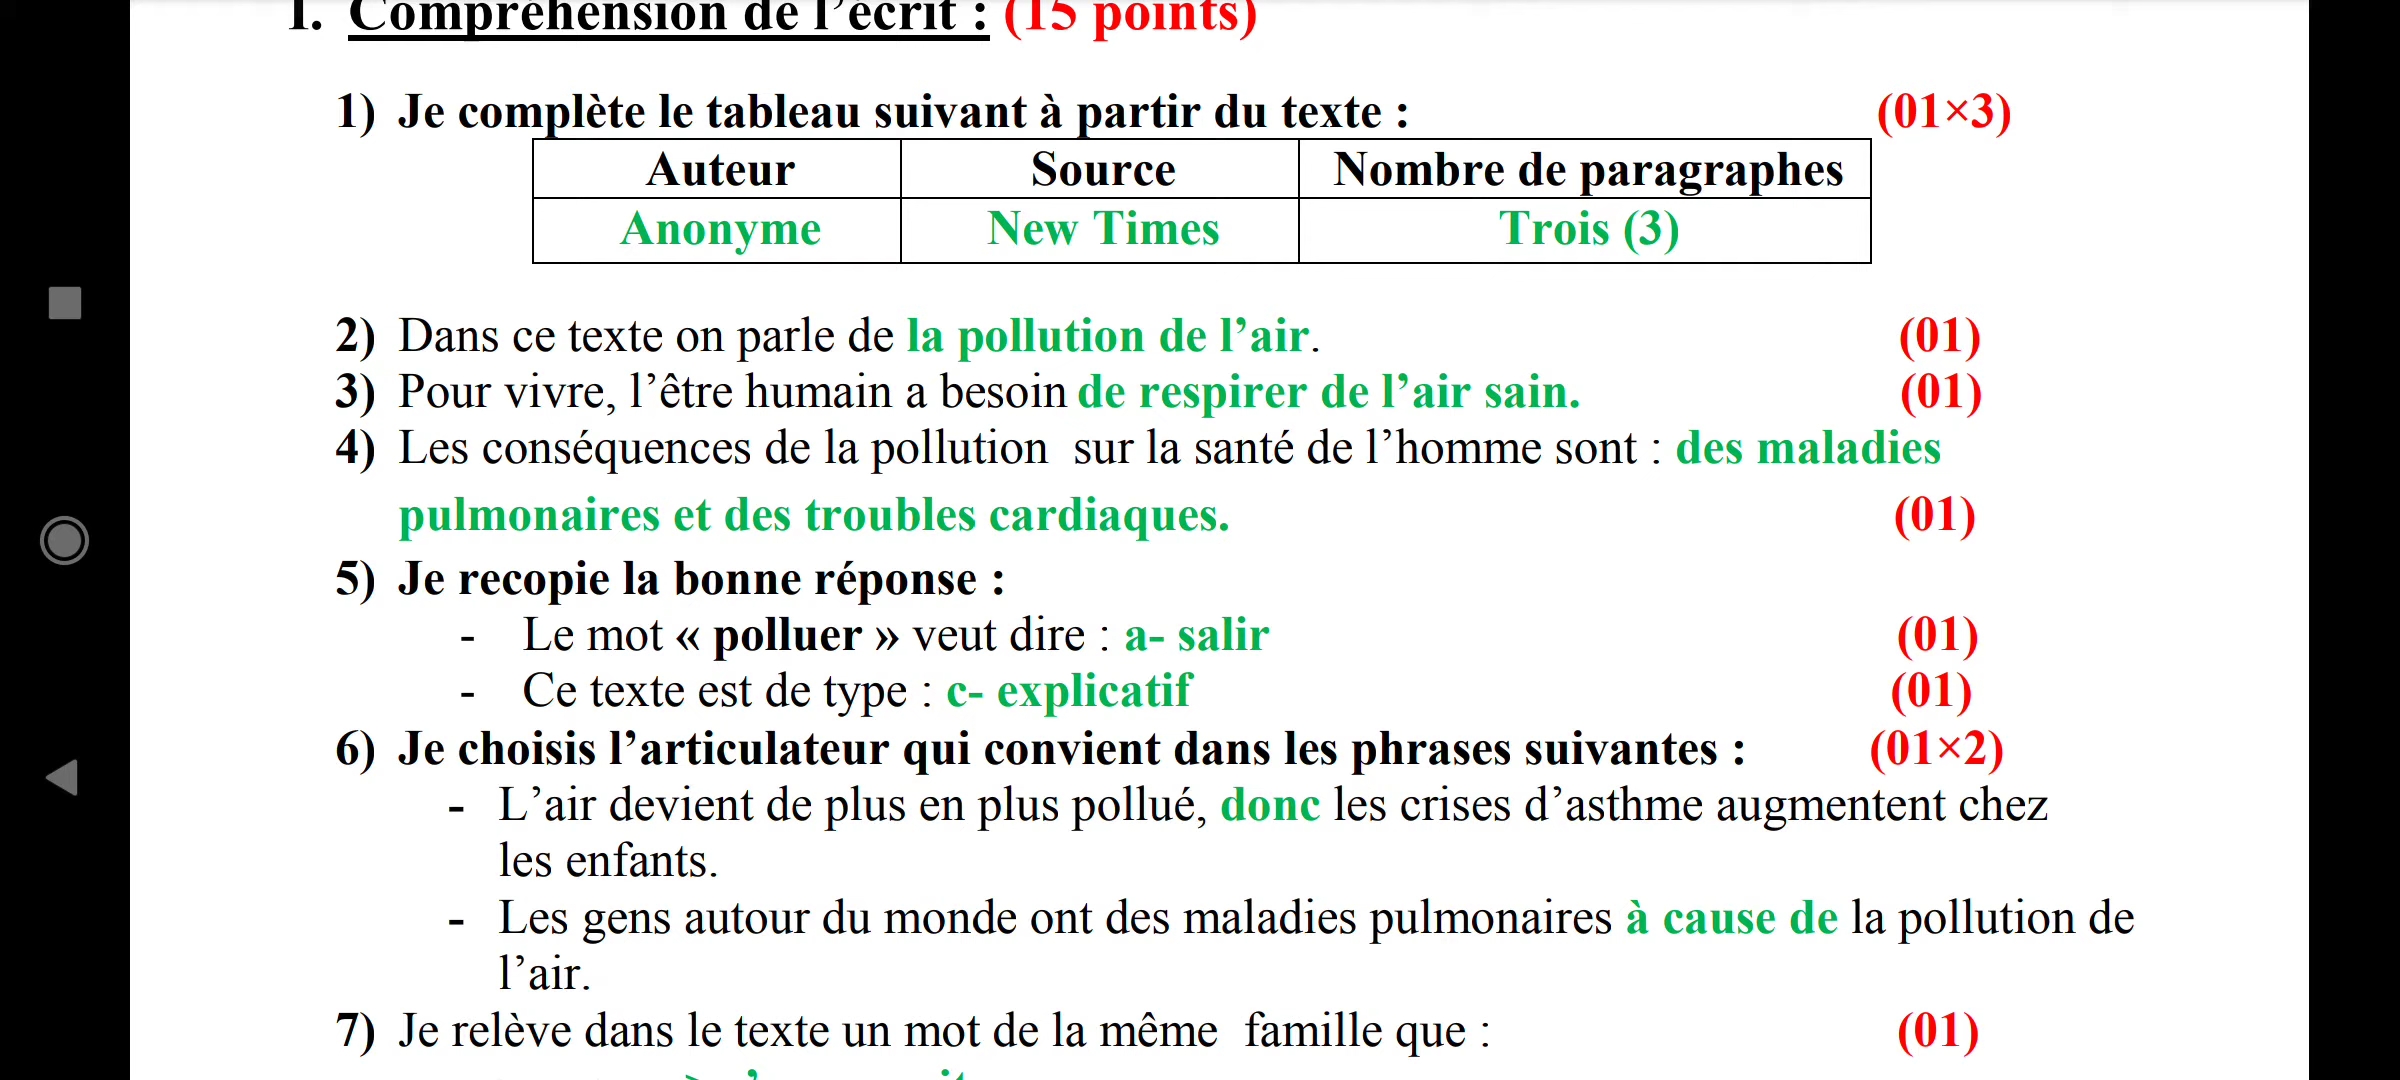 I. Compréhension de l’écrit : (15 points)
1) Je complète le tableau suivant à partir du texte : (01×3)
Auteur Source Nombre de paragraphes
Anonyme New Times Trois (3)
2) Dans ce texte on parle de la pollution de l’air. (01)
3) Pour vivre, l’être humain a besoin de respirer de l’air sain. (01)
4) Les conséquences de la pollution sur la santé de l’homme sont : des maladies
pulmonaires et des troubles cardiaques. (01)
5) Je recopie la bonne réponse :
- Le mot « polluer » veut dire : a- salir (01)
- Ce texte est de type : c- explicatif (01)
6) Je choisis l’articulateur qui convient dans les phrases suivantes : (01×2)
- L’air devient de plus en plus pollué, donc les crises d’asthme augmentent chez
les enfants.
- Les gens autour du monde ont des maladies pulmonaires à cause de la pollution de
l’air.
7) Je relève dans le texte un mot de la même famille que : (01)